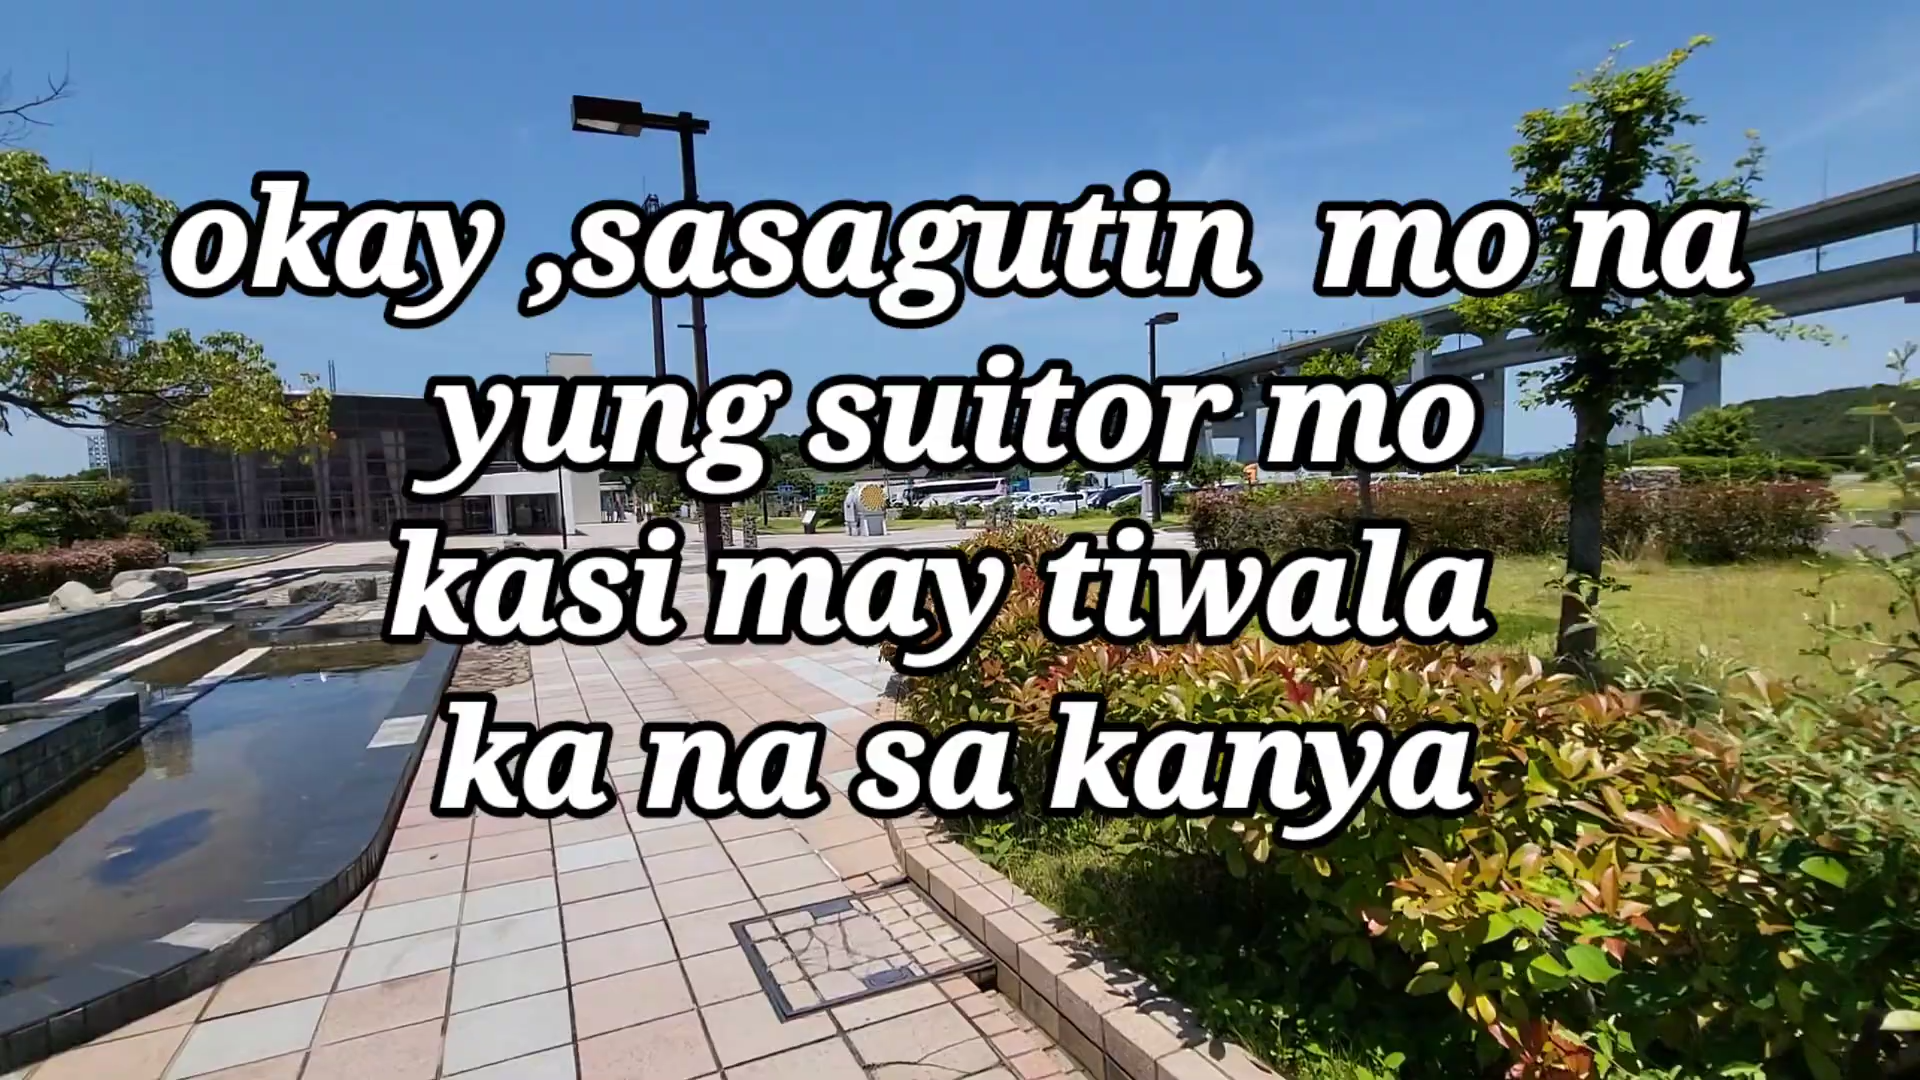 okay ,sasagutin mo na
yung suitor mo
kasi may tiwala
ka na sa kanya